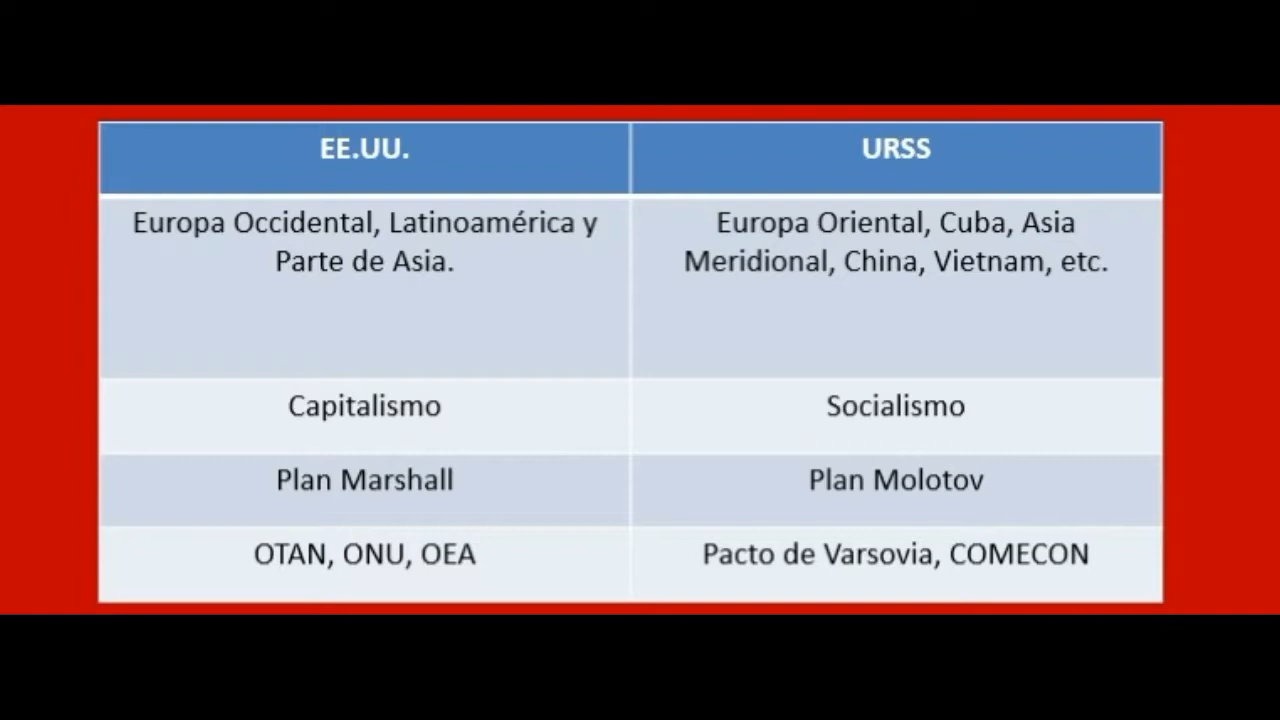 EE.UU.
URSS
Europa Occidental, Latinoamérica y
Parte de Asia.
Europa Oriental, Cuba, Asia
Meridional, China, Vietnam, etc.
Capitalismo
Socialismo
Plan Marshall
Plan Molotov
OTAN, ONU, OEA
Pacto de Varsovia, COMECON